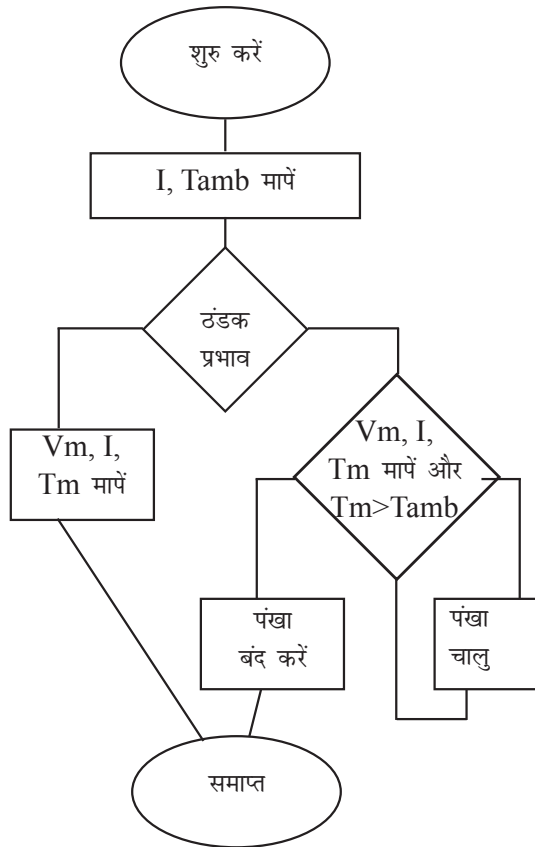 शुरु करें
I, Tamb मापें
ठंडक
प्रभाव
Vm, I,
Tm मापें
Vm, I,
Tm मापें और
Tm>Tamb
पंखा
बंद करें
पंखा
चालु
समाप्त